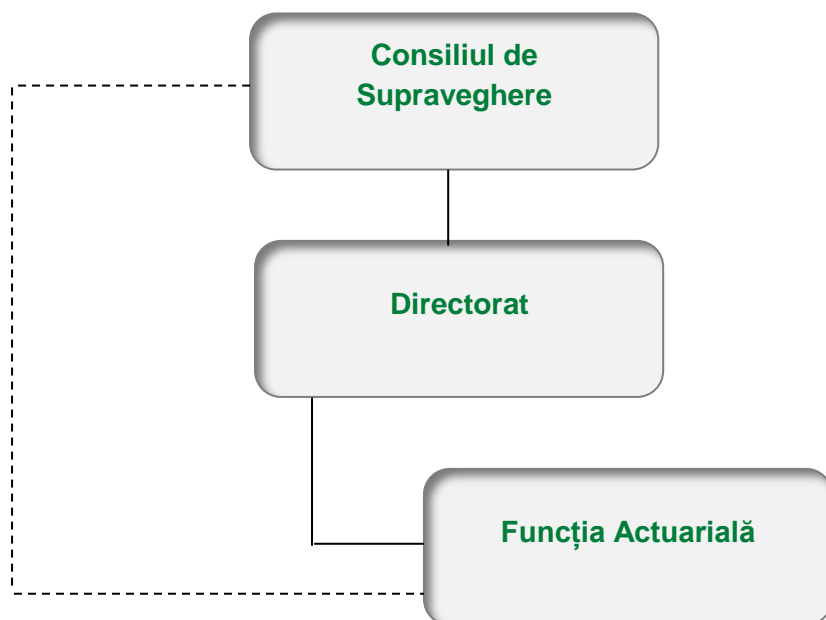 Consiliul de
Supraveghere
Directorat
Funcția Actuarială